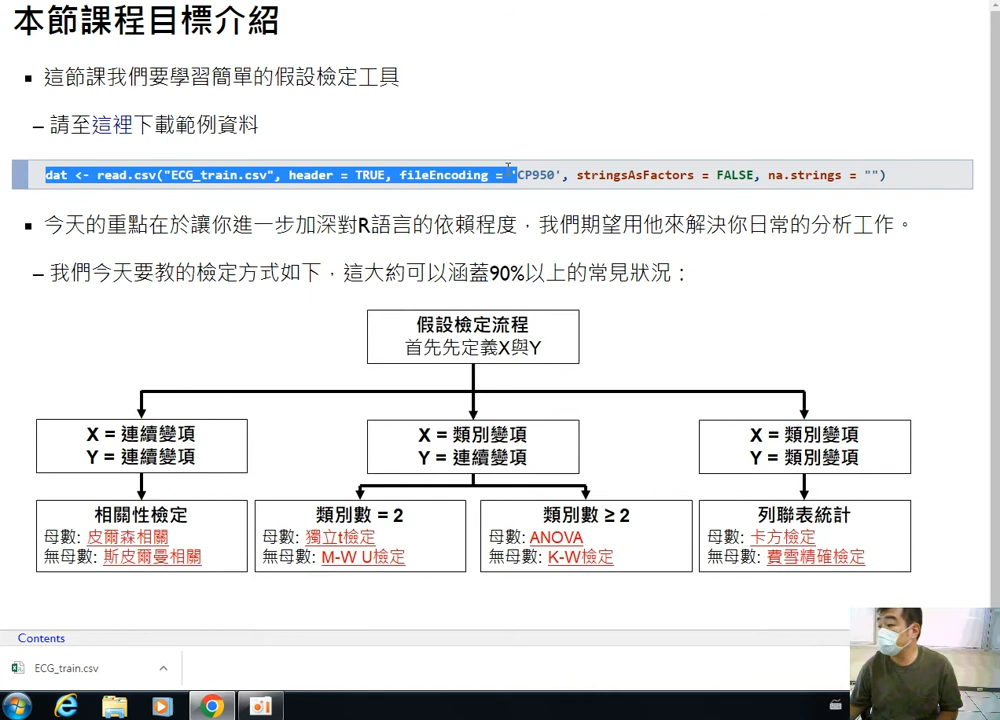 本節課程目標介紹
▪ 這節課我們要學習簡單的假設檢定工具
– 請至這裡下載範例資料
dat <- read.csv("ECG_train.csv", header = TRUE, fileEncoding = 'CP950', stringsAsFactors = FALSE, na.strings = "")
▪ 今天的重點在於讓你進一步加深對R語言的依賴程度，我們期望用他來解決你日常的分析工作。
– 我們今天要教的檢定方式如下，這大約可以涵蓋90%以上的常見狀況：
假設檢定流程
首先先定義X與Y
X = 連續變項
Y = 連續變項
X = 類別變項
Y = 連續變項
X = 類別變項
Y = 類別變項
相關性檢定
母數: 皮爾森相關
無母數: 斯皮爾曼相關
類別數 = 2
母數: 獨立t檢定
無母數: M-W U檢定
類別數 ≥ 2
母數: ANOVA
無母數: K-W檢定
列聯表統計
母數: 卡方檢定
無母數: 費雪精確檢定
Contents
ECG_train.csv